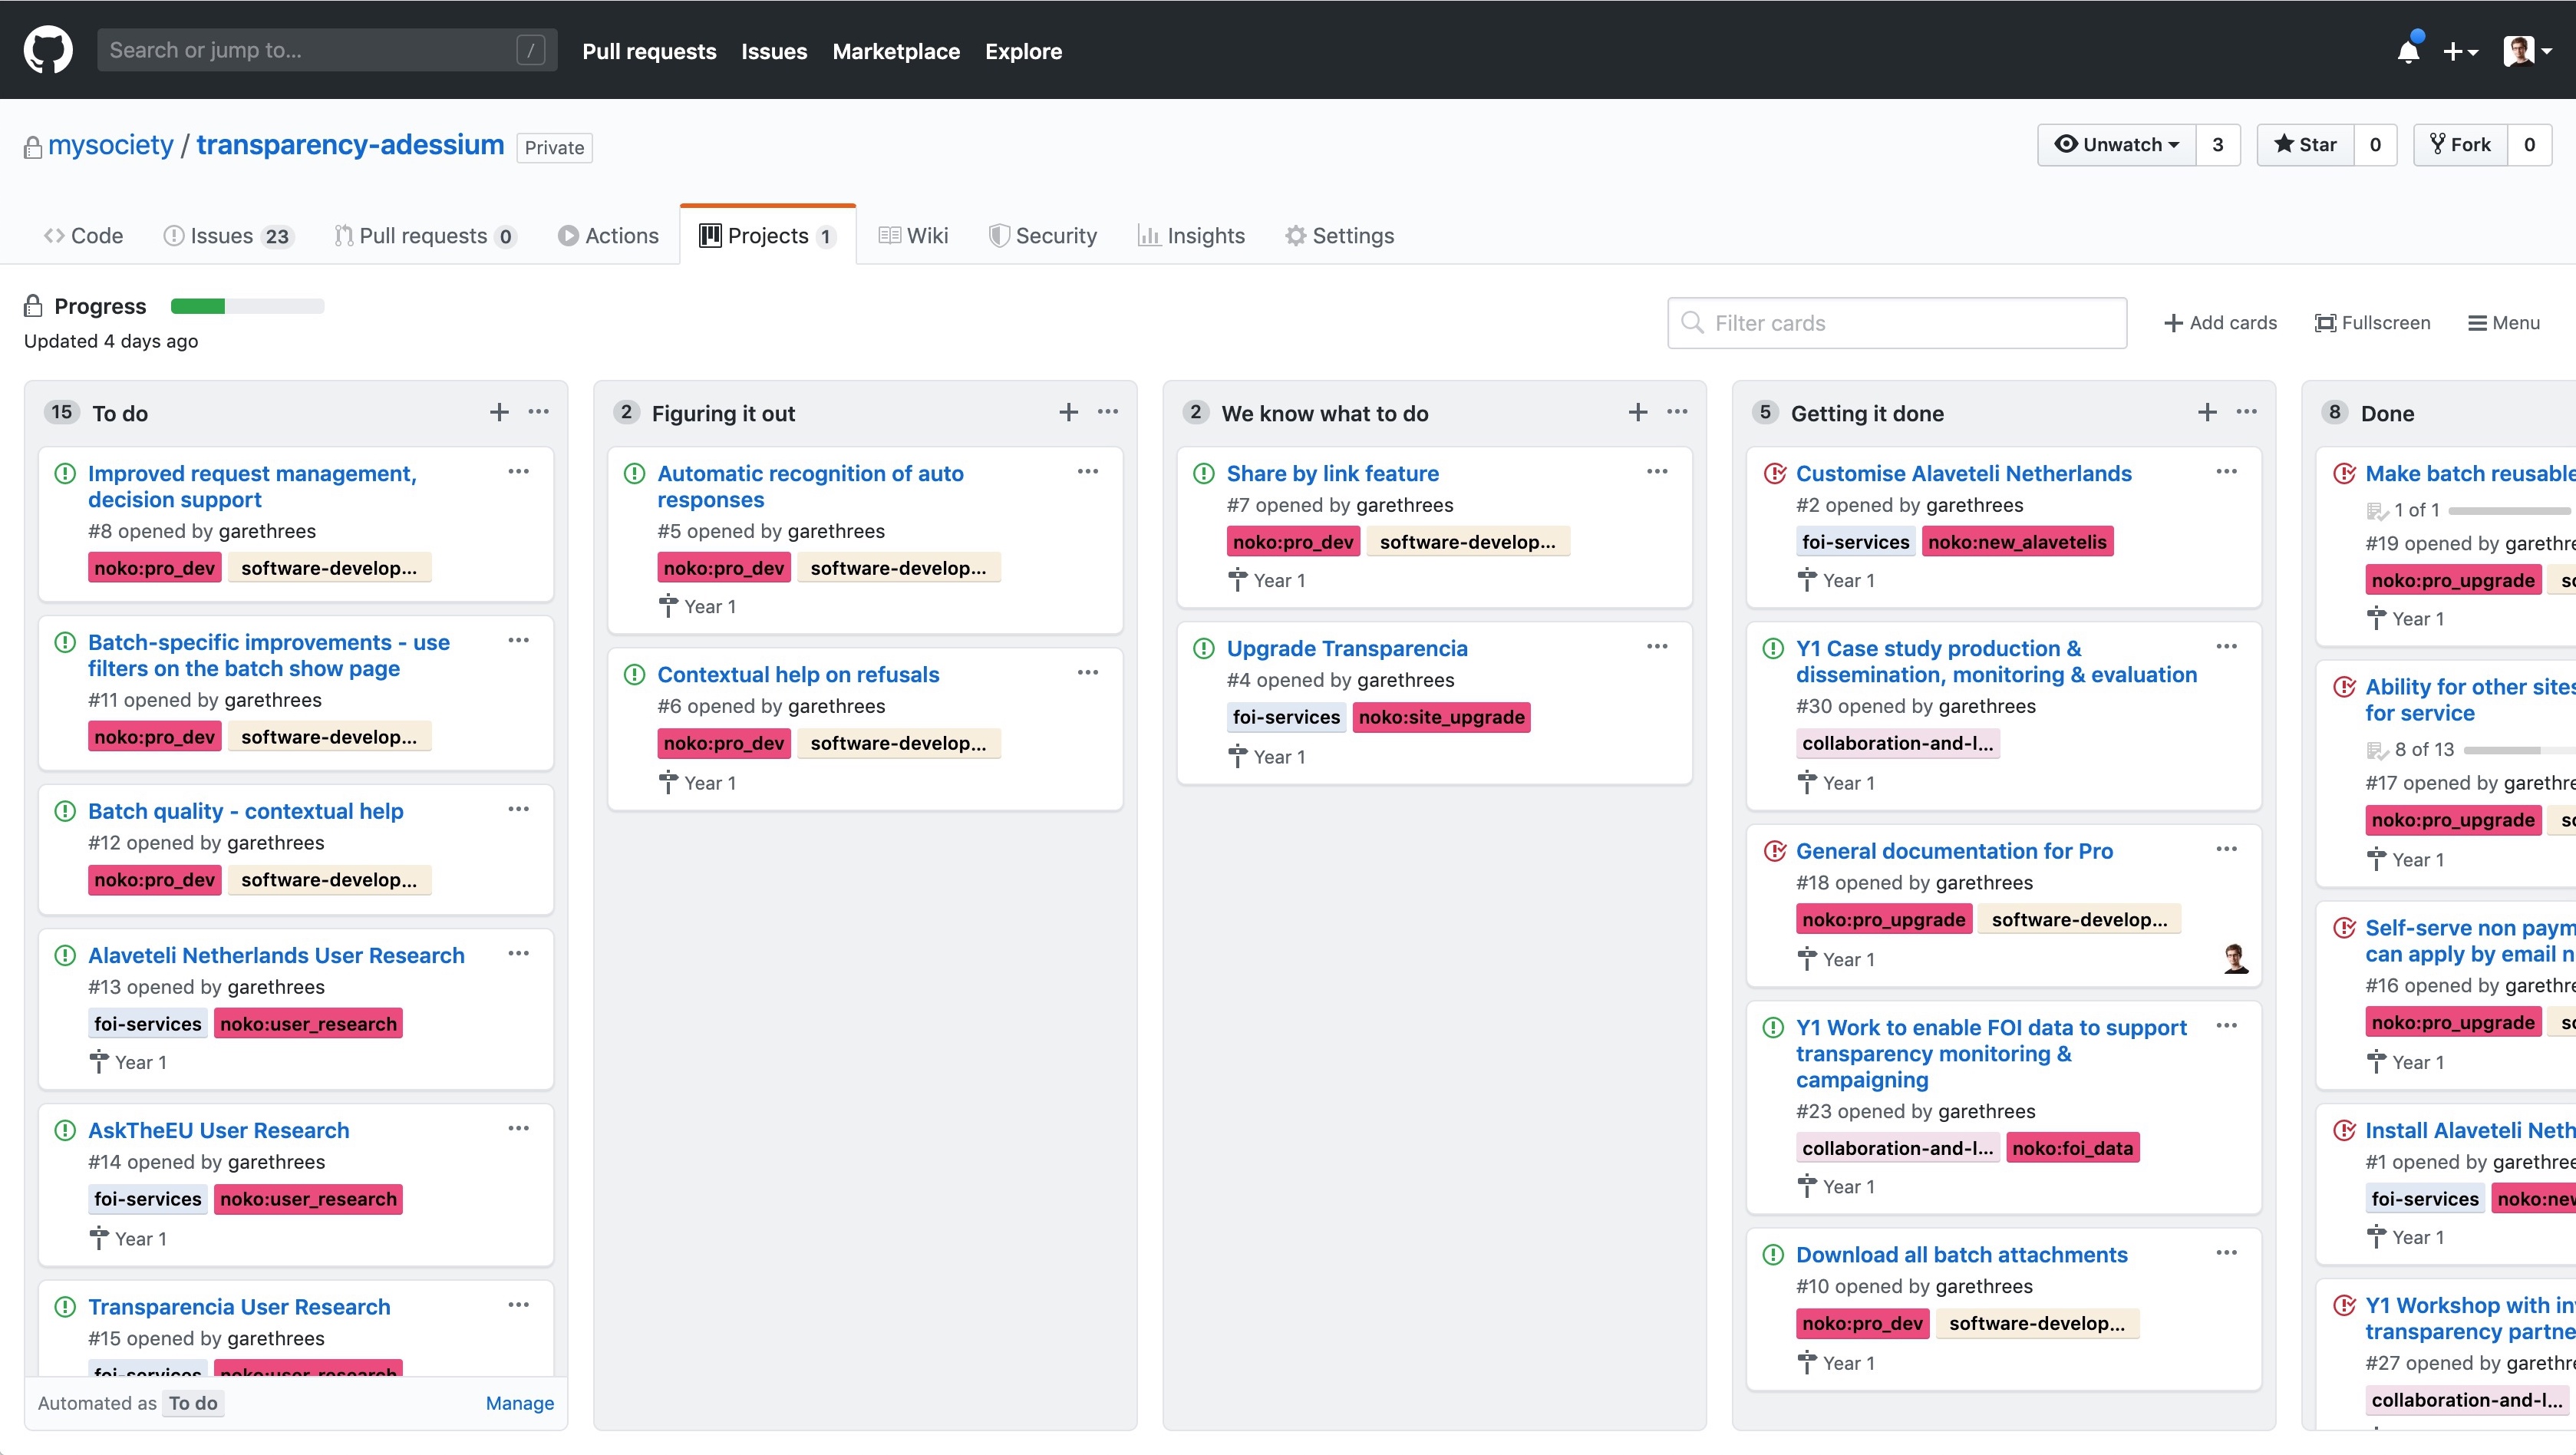 Search or jump to... /
Pull requests Issues Marketplace Explore
mysociety / transparency-adessium Private
Unwatch 3 Star 0 Fork 0
Code Issues 23 Pull requests 0 Actions Projects 1 Wiki Security Insights Settings
Progress
Updated 4 days ago
Filter cards
Add cards Fullscreen Menu
15 To do
Improved request management,
decision support
#8 opened by garethrees
noko:pro_dev software-develop...
Batch-specific improvements - use
filters on the batch show page
#11 opened by garethrees
noko:pro_dev software-develop...
Batch quality - contextual help
#12 opened by garethrees
noko:pro_dev software-develop...
Alaveteli Netherlands User Research
#13 opened by garethrees
foi-services noko:user_research
Year 1
AskTheEU User Research
#14 opened by garethrees
foi-services noko:user_research
Year 1
Transparencia User Research
#15 opened by garethrees
foi-services noko:user_research
Automated as To do Manage
2 Figuring it out
Automatic recognition of auto
responses
#5 opened by garethrees
noko:pro_dev software-develop...
Year 1
Contextual help on refusals
#6 opened by garethrees
noko:pro_dev software-develop...
Year 1
2 We know what to do
Share by link feature
#7 opened by garethrees
noko:pro_dev software-develop...
Year 1
Upgrade Transparencia
#4 opened by garethrees
foi-services noko:site_upgrade
Year 1
5 Getting it done
Customise Alaveteli Netherlands
#2 opened by garethrees
foi-services noko:new_alavetelis
Year 1
Y1 Case study production &
dissemination, monitoring & evaluation
#30 opened by garethrees
collaboration-and-l...
Year 1
General documentation for Pro
#18 opened by garethrees
noko:pro_upgrade software-develop...
Year 1
Y1 Work to enable FOI data to support
transparency monitoring &
campaigning
#23 opened by garethrees
collaboration-and-l... noko:foi_data
Year 1
Download all batch attachments
#10 opened by garethrees
noko:pro_dev software-develop...
Year 1
8 Done
Make batch reusable
1 of 1
#19 opened by garethre
noko:pro_upgrade so
Year 1
Ability for other sites
for service
8 of 13
#17 opened by garethre
noko:pro_upgrade so
Year 1
Self-serve non paym
can apply by email n
#16 opened by garethre
noko:pro_upgrade so
Year 1
Install Alaveteli Neth
#1 opened by garethree
foi-services noko:new
Year 1
Y1 Workshop with in
transparency partne
#27 opened by garethre
collaboration-and-l...